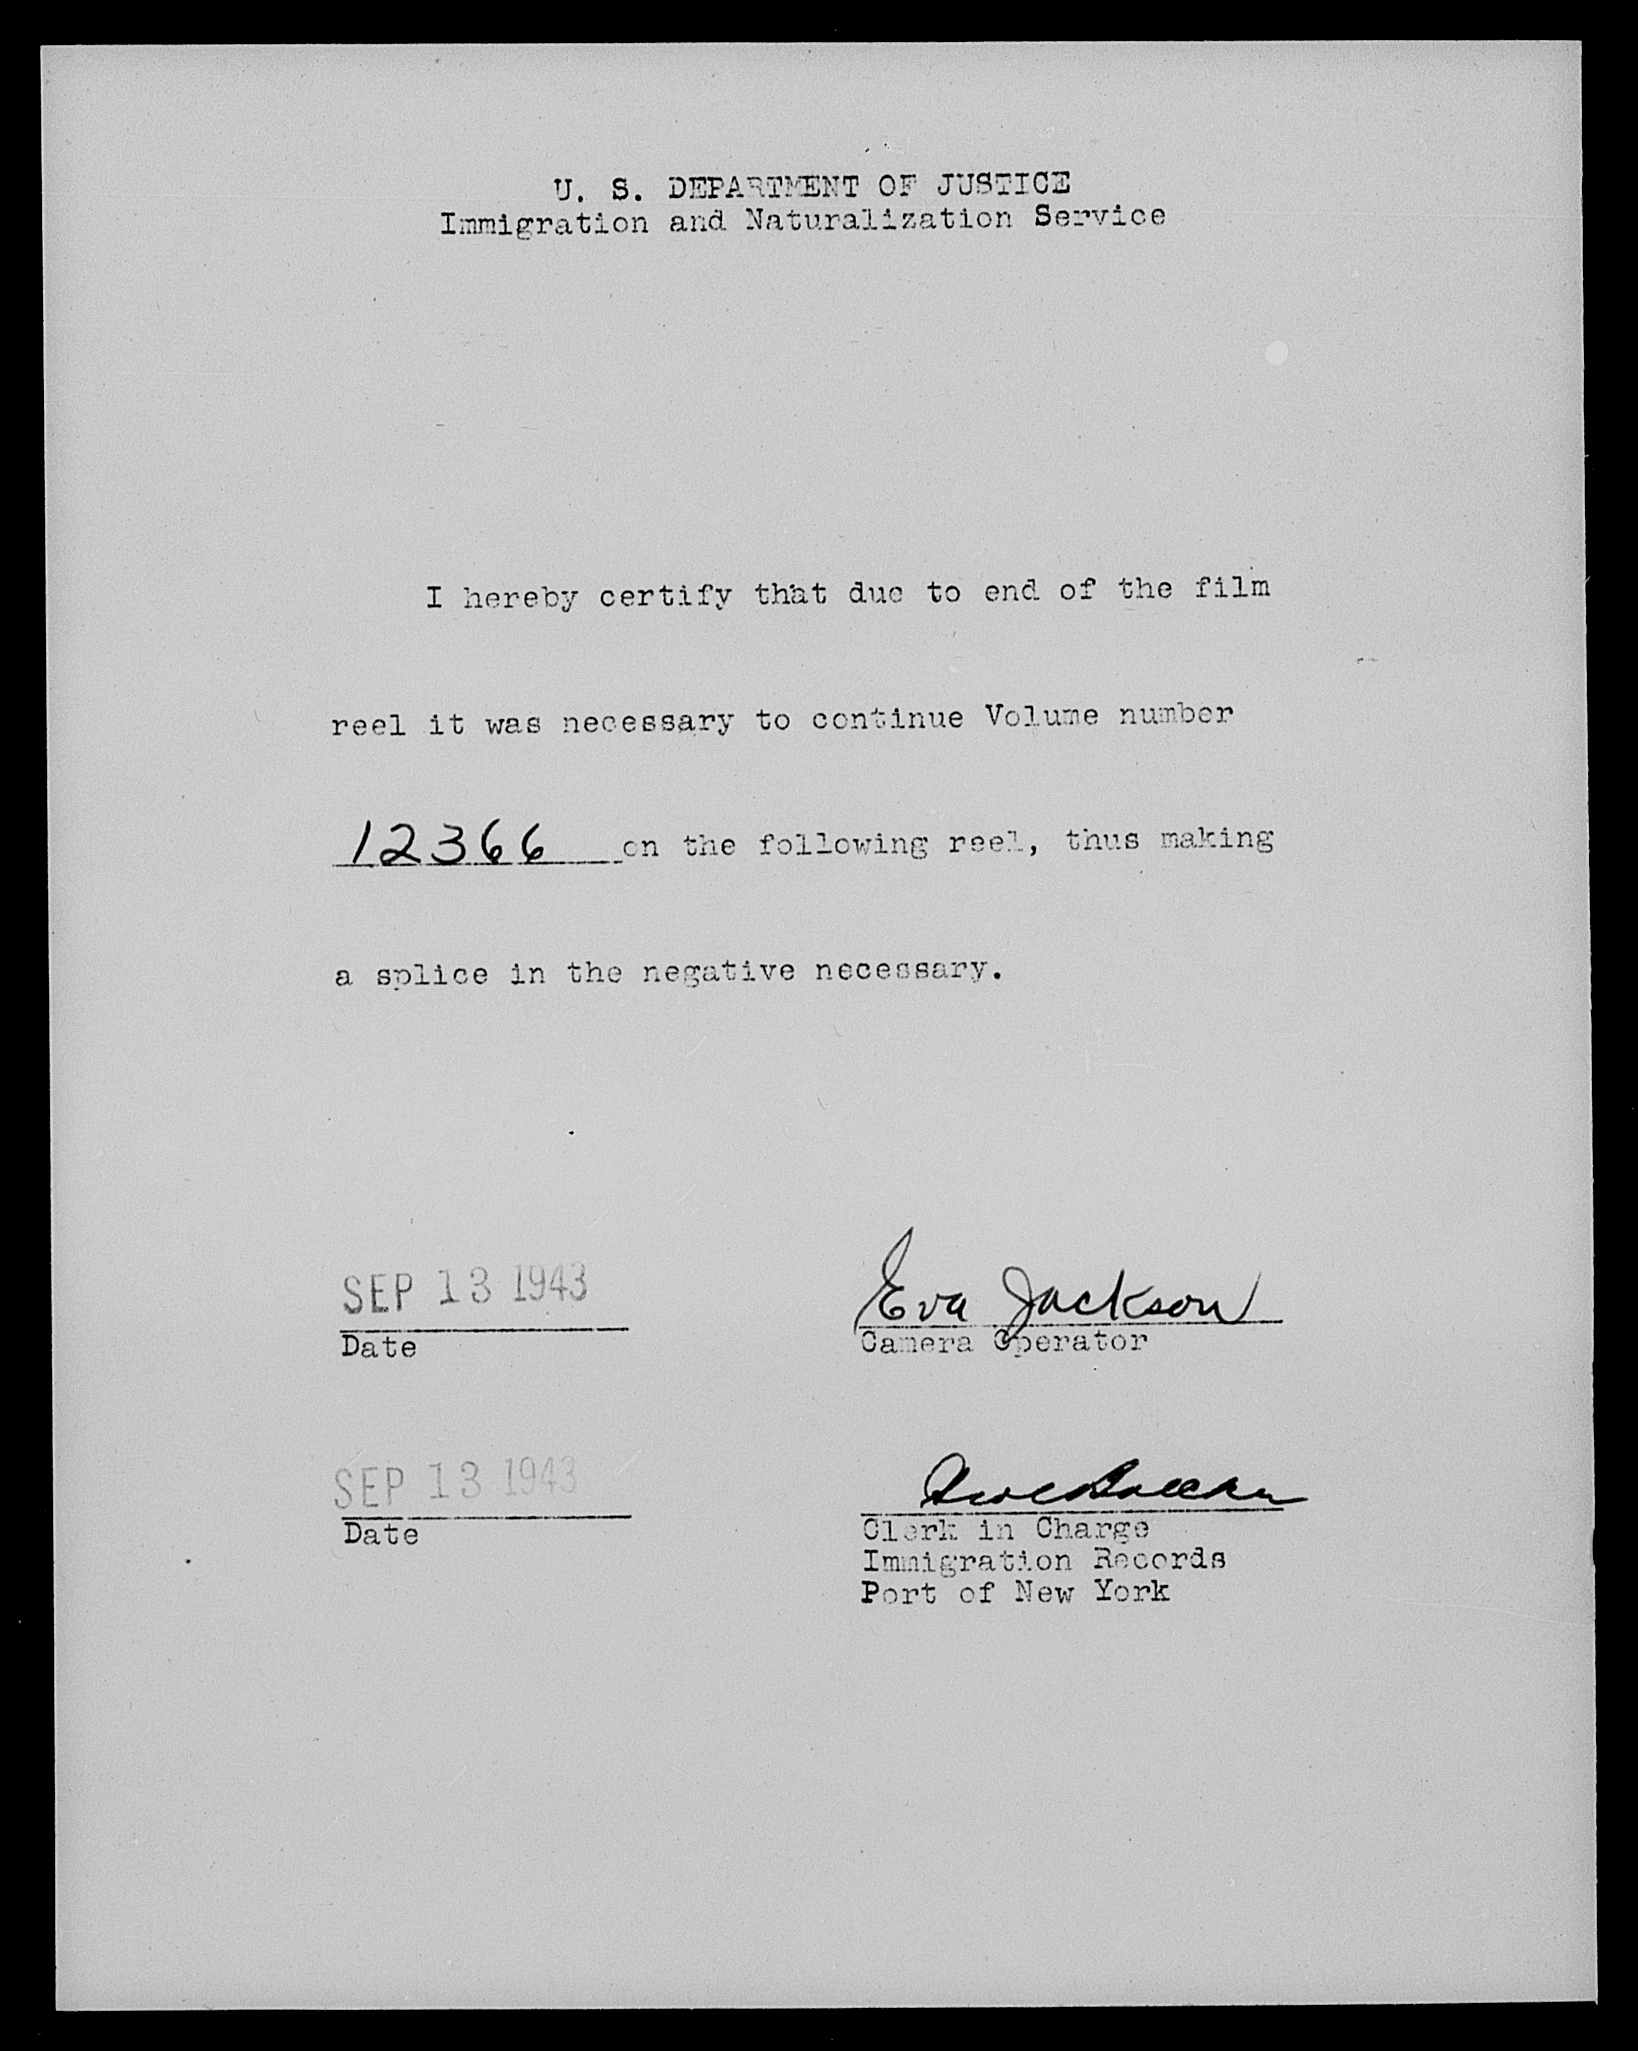 U. S. DEPARTMENT OF JUSTICE
Immigration and Naturalization Service
I hereby certify that due to end of the film
reel it was necessary to continue Volume number
12366 on the following reel, thus making
a splice in the negative necessary.
SEP 13 1943
Date
Eva Jackson
Camera Operator
SEP 13 1943
Date
Clerk in Charge
Immigration Records
Port of New York